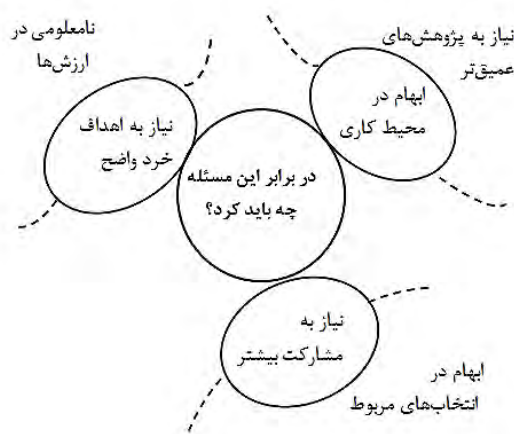 نیاز به پژوهش‌های
عمیق‌تر
ابهام در
محیط کاری
نامعلومی در
ارزش‌ها
نیاز به اهداف
خرد واضح
در برابر این مسئله
چه باید کرد؟
نیاز به
مشارکت بیشتر
ابهام در
انتخاب‌های مربوط